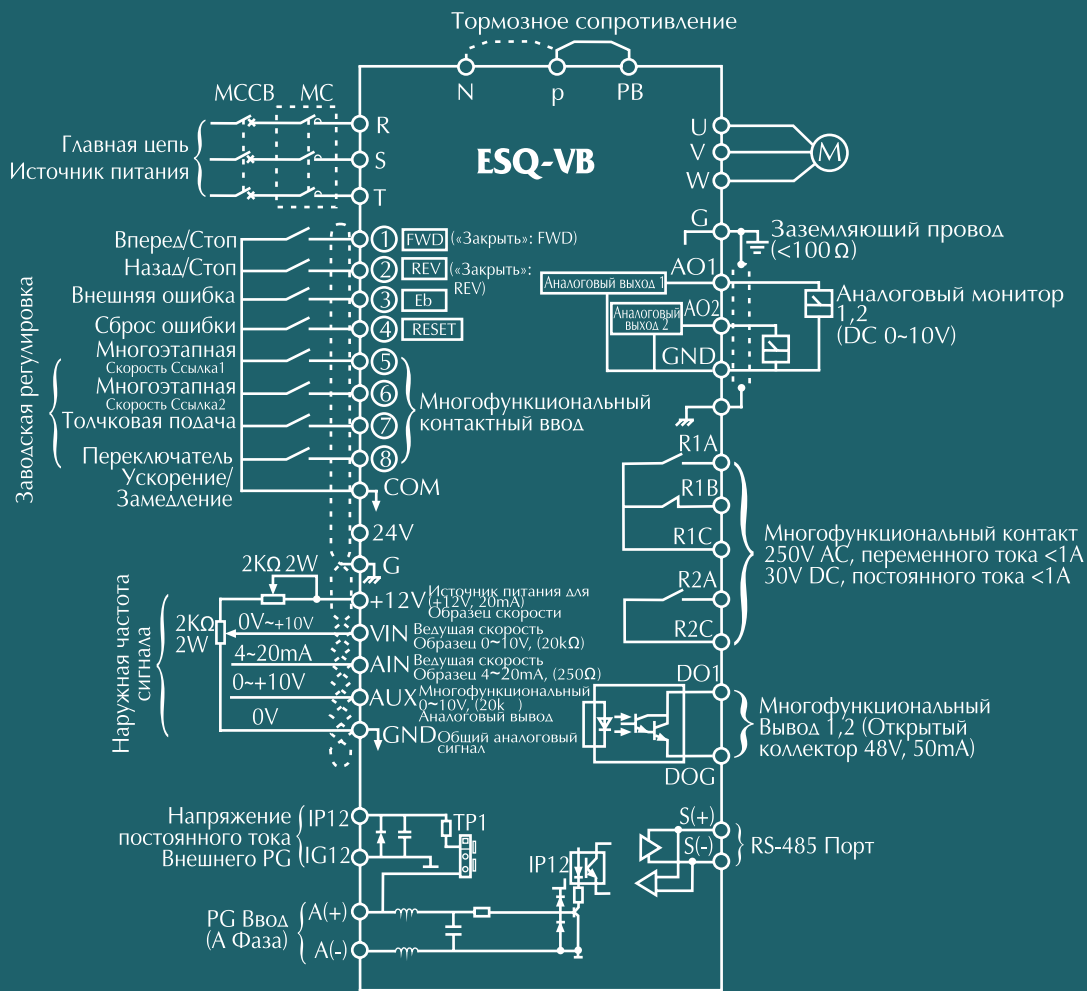 Тормозное сопротивление
N
p
PB
MCCB
MC
Главная цепь
Источник питания
R
S
T
ESQ-VB
U
V
W
M
G
Заземляющий провод
(<100Ω)
Вперед/Стоп
1
FWD
(«Закрыть»: FWD)
Назад/Стоп
2
REV
(«Закрыть»:
REV)
Внешняя ошибка
3
Eb
Сброс ошибки
4
RESET
Многоэтапная
Скорость Ссылка1
5
Многоэтапная
Скорость Ссылка2
6
Толчковая подача
7
Переключатель
Ускорение/
Замедление
8
Заводская регулировка
Многофункциональный
контактный ввод
COM
24V
G
AO1
Аналоговый выход 1
AO2
Аналоговый
выход 2
GND
Аналоговый монитор
1,2
(DC 0~10V)
R1A
R1B
R1C
R2A
R2C
Многофункциональный контакт
250V AC, переменного тока <1A
30V DC, постоянного тока <1A
Наружная частота
сигнала
2KΩ 2W
2KΩ
2W
+12V
Источник питания для
(+12V, 20mA)
Образец скорости
0V~+10V
VIN
Ведущая скорость
Образец 0~10V, (20kΩ)
4~20mA
AIN
Ведущая скорость
Образец 4~20mA, (250Ω)
0~+10V
AUX
Многофункциональный
0~10V, (20k )
Аналоговый вывод
0V
GND
Общий аналоговый
сигнал
DO1
DOG
Многофункциональный
Вывод 1,2 (Открытый
коллектор 48V, 50mA)
Напряжение
постоянного тока
Внешнего PG
IP12
IG12
TP1
IP12
S(+)
S(-)
RS-485 Порт
PG Ввод
(А Фаза)
A(+)
A(-)